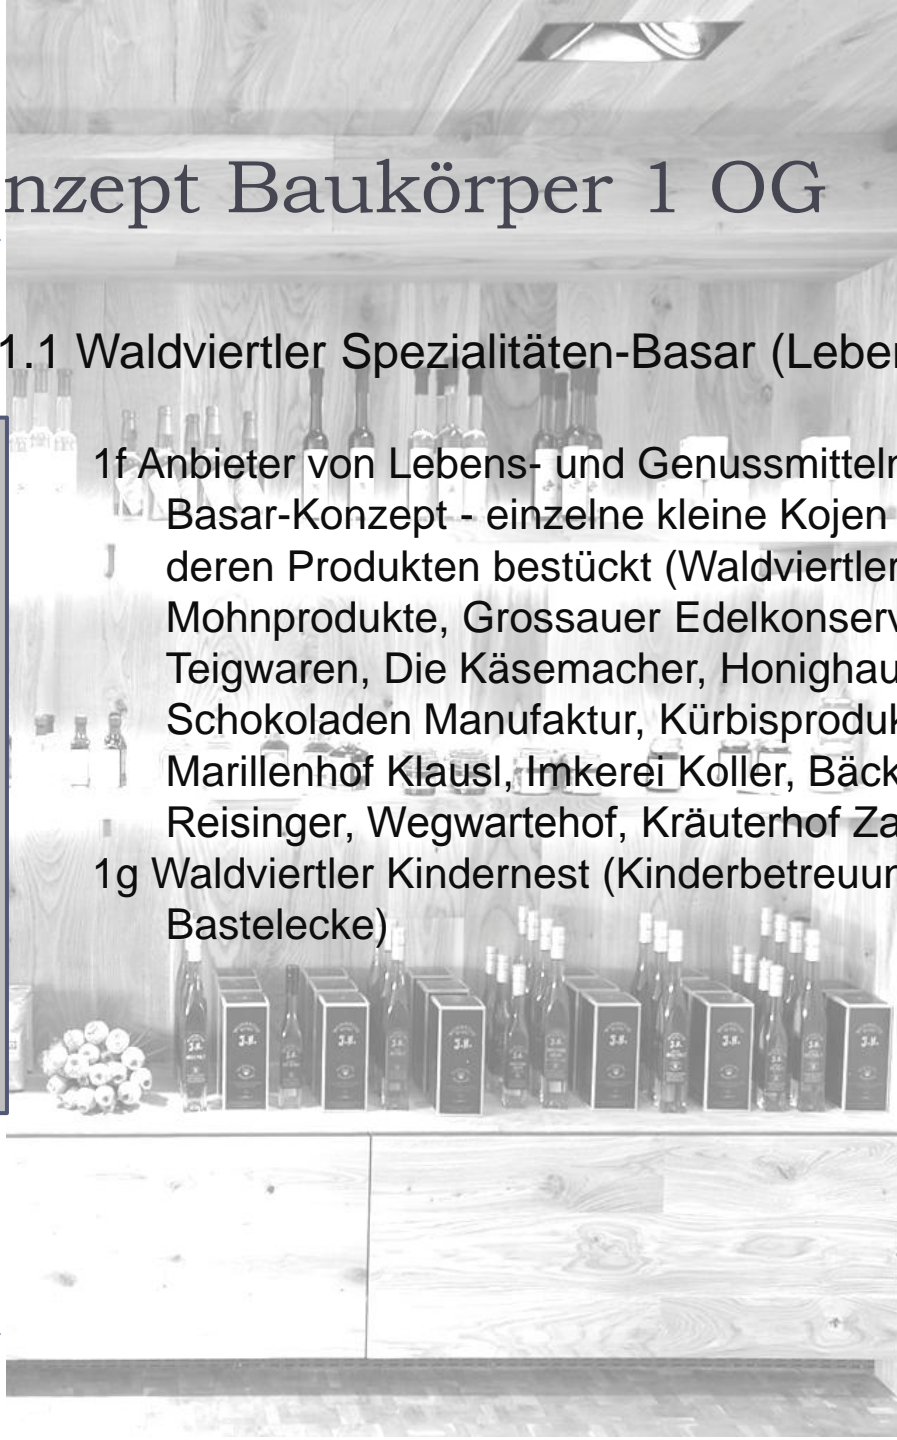 nzept Baukörper 1 OG
1.1 Waldviertler Spezialitäten-Basar (Leber
1f Anbieter von Lebens- und Genussmitteln
Basar-Konzept - einzelne kleine Kojen
deren Produkten bestückt (Waldviertler
Mohnprodukte, Grossauer Edelkonserv
Teigwaren, Die Käsemacher, Honighau
Schokoladen Manufaktur, Kürbisproduk
Marillenhof Klausl, Imkerei Koller, Bäck
Reisinger, Wegwartehof, Kräuterhof Za
1g Waldviertler Kindernest (Kinderbetreuun
Bastelecke)
J.H. J.H. J.H. J.H. J.H. J.H.